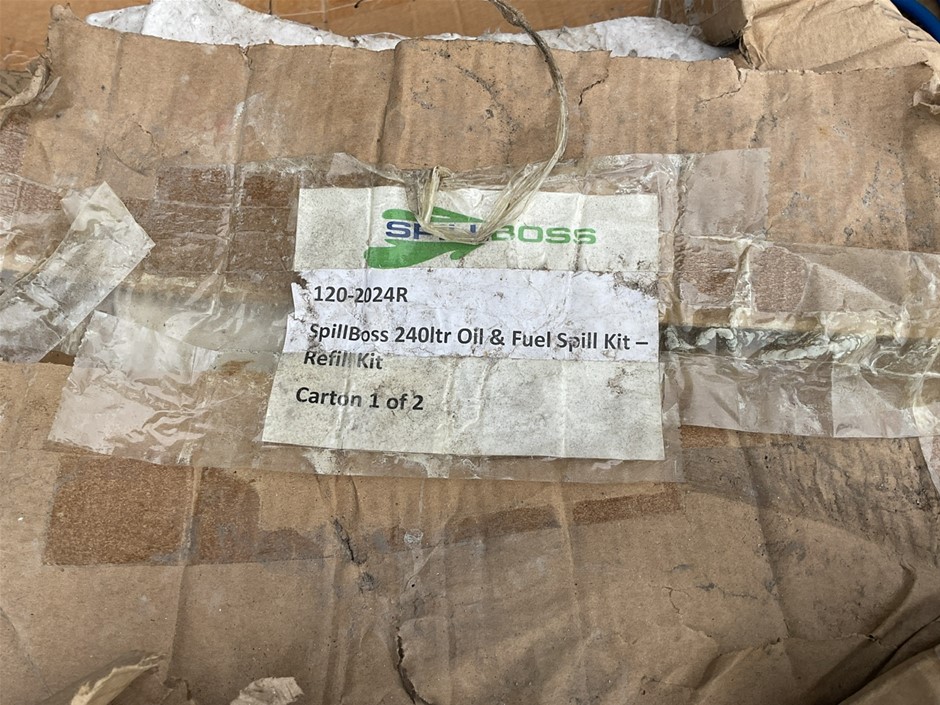 SPILLBOSS
120-2024R
SpillBoss 240ltr Oil & Fuel Spill Kit –
Refill Kit
Carton 1 of 2